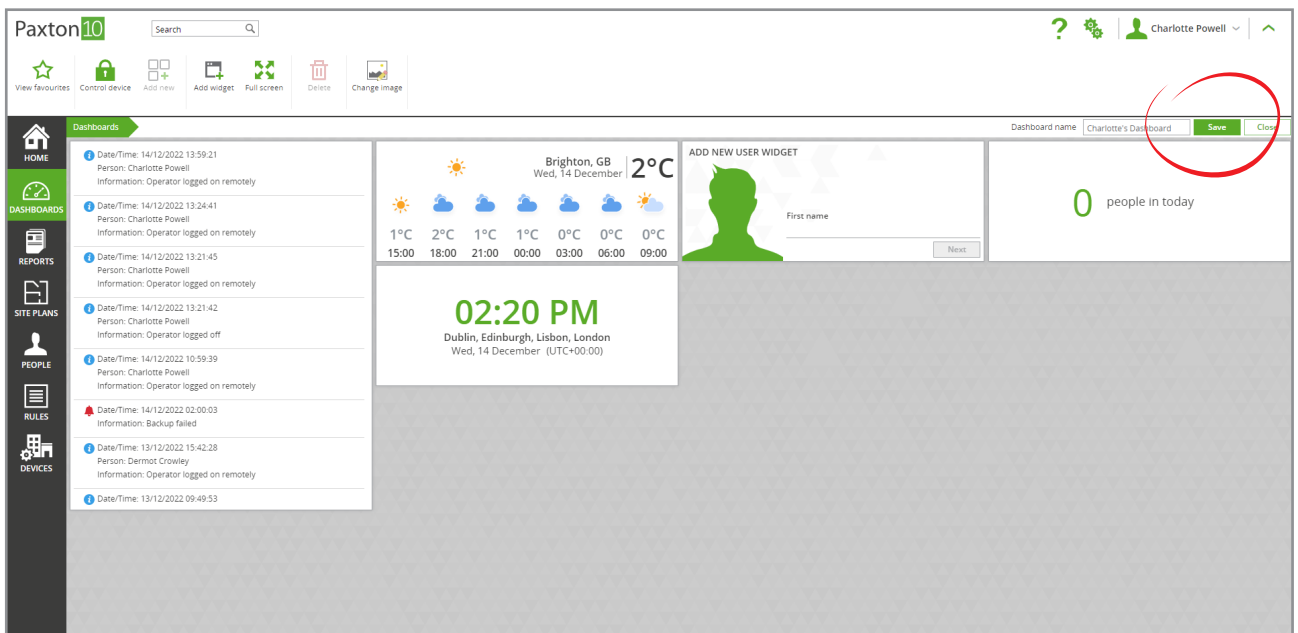 Paxton10
Search
? Charlotte Powell
View favourites Control device Add new Add widget Full screen Delete Change image
Dashboards
Dashboard name Charlotte's Dashboard Save Close
HOME
DASHBOARDS
REPORTS
SITE PLANS
PEOPLE
RULES
DEVICES
Date/Time: 14/12/2022 13:59:21
Person: Charlotte Powell
Information: Operator logged on remotely
Date/Time: 14/12/2022 13:24:41
Person: Charlotte Powell
Information: Operator logged on remotely
Date/Time: 14/12/2022 13:21:45
Person: Charlotte Powell
Information: Operator logged on remotely
Date/Time: 14/12/2022 13:21:42
Person: Charlotte Powell
Information: Operator logged off
Date/Time: 14/12/2022 10:59:39
Person: Charlotte Powell
Information: Operator logged on remotely
Date/Time: 14/12/2022 02:00:03
Information: Backup failed
Date/Time: 13/12/2022 15:42:28
Person: Dermot Crowley
Information: Operator logged on remotely
Date/Time: 13/12/2022 09:49:53
Brighton, GB
Wed, 14 December
2°C
1°C 2°C 1°C 1°C 0°C 0°C 0°C
15:00 18:00 21:00 00:00 03:00 06:00 09:00
02:20 PM
Dublin, Edinburgh, Lisbon, London
Wed, 14 December (UTC+00:00)
ADD NEW USER WIDGET
First name
Next
0 people in today